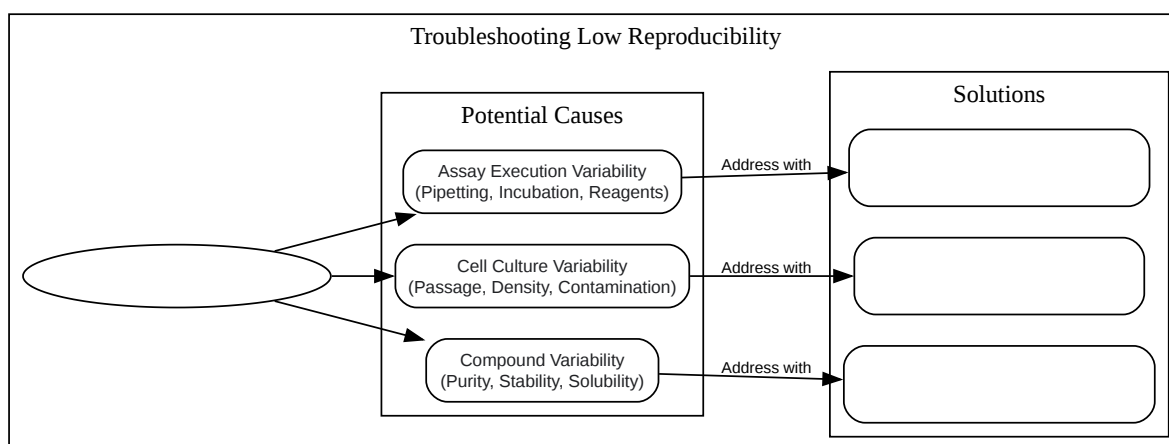 Troubleshooting Low Reproducibility
Potential Causes
Solutions
Assay Execution Variability
(Pipetting, Incubation, Reagents)
Address with
Cell Culture Variability
(Passage, Density, Contamination)
Address with
Compound Variability
(Purity, Stability, Solubility)
Address with